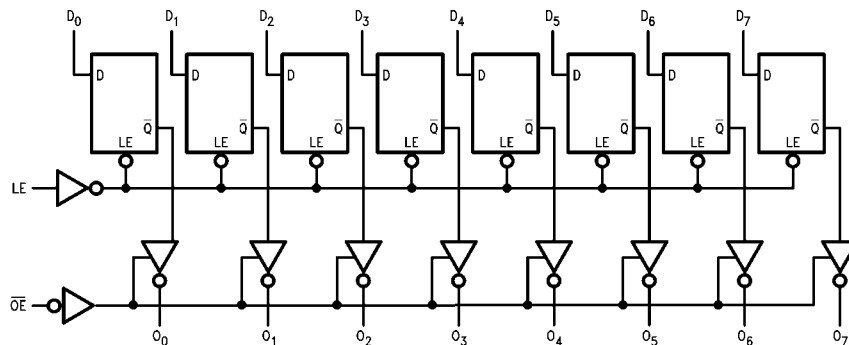 D₀ D₁ D₂ D₃ D₄ D₅ D₆ D₇
D D D D D D D D
Q̅ Q̅ Q̅ Q̅ Q̅ Q̅ Q̅ Q̅
LE LE LE LE LE LE LE LE
LE
O̅E̅
O₀ O₁ O₂ O₃ O₄ O₅ O₆ O₇